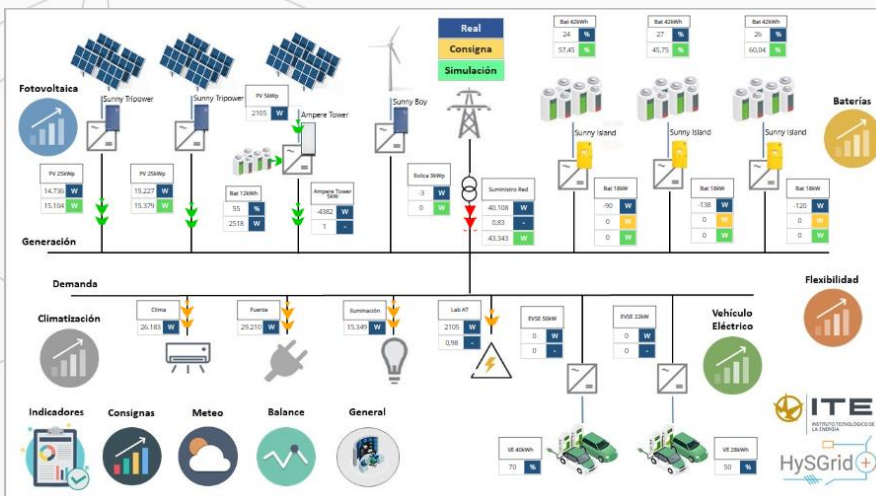 Real
Consigna
Simulación
Bat 42kWh
24 %
57,45 %
Bat 42kWh
27 %
45,75 %
Bat 42kWh
26 %
60,04 %
Fotovoltaica
Sunny Tripower
Sunny Tripower
PV 5kWp
2105 W
Ampere Tower
Sunny Boy
Sunny Island
Sunny Island
Sunny Island
Baterías
PV 25kWp
14.736 W
15.104 W
PV 25kWp
15.227 W
15.379 W
Bat 12kWh
55 %
2518 W
Ampere Tower
5kW
-4382 W
1 -
Eolica 3kWp
-3 W
0 W
Suministro Red
40.108 W
0,83 -
43.343 W
Bat 18kW
-90 W
0 W
0 W
Bat 18kW
-138 W
0 W
0 W
Bat 18kW
-120 W
0 W
0 W
Generación
Demanda
Flexibilidad
Climatización
Clima
26.183 W
Fuerza
29.210 W
Iluminación
15.349 W
Lab AT
2105 W
0,98 -
EVSE 50kW
0 W
0 -
EVSE 22kW
0 W
0 -
Vehículo
Eléctrico
Indicadores
Consignas
Meteo
Balance
General
VE 40kWh
70 %
VE 28kWh
50 %
ITE
INSTITUTO TECNOLÓGICO DE
LA ENERGÍA
HySGrid+